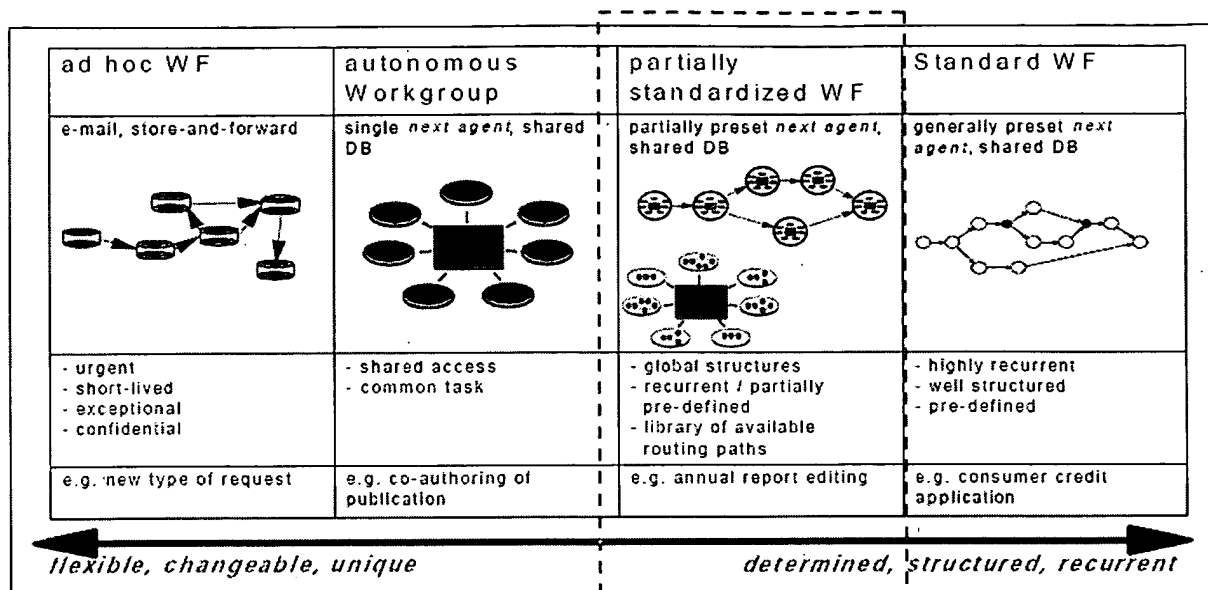 ad hoc WF
autonomous
Workgroup
partially
standardized WF
Standard WF
e-mail, store-and-forward
single next agent, shared
DB
partially preset next agent,
shared DB
generally preset next
agent, shared DB
- urgent
- short-lived
- exceptional
- confidential
- shared access
- common task
- global structures
- recurrent / partially
pre-defined
- library of available
routing paths
- highly recurrent
- well structured
- pre-defined
e.g. new type of request
e.g. co-authoring of
publication
e.g. annual report editing
e.g. consumer credit
application
flexible, changeable, unique
determined, structured, recurrent